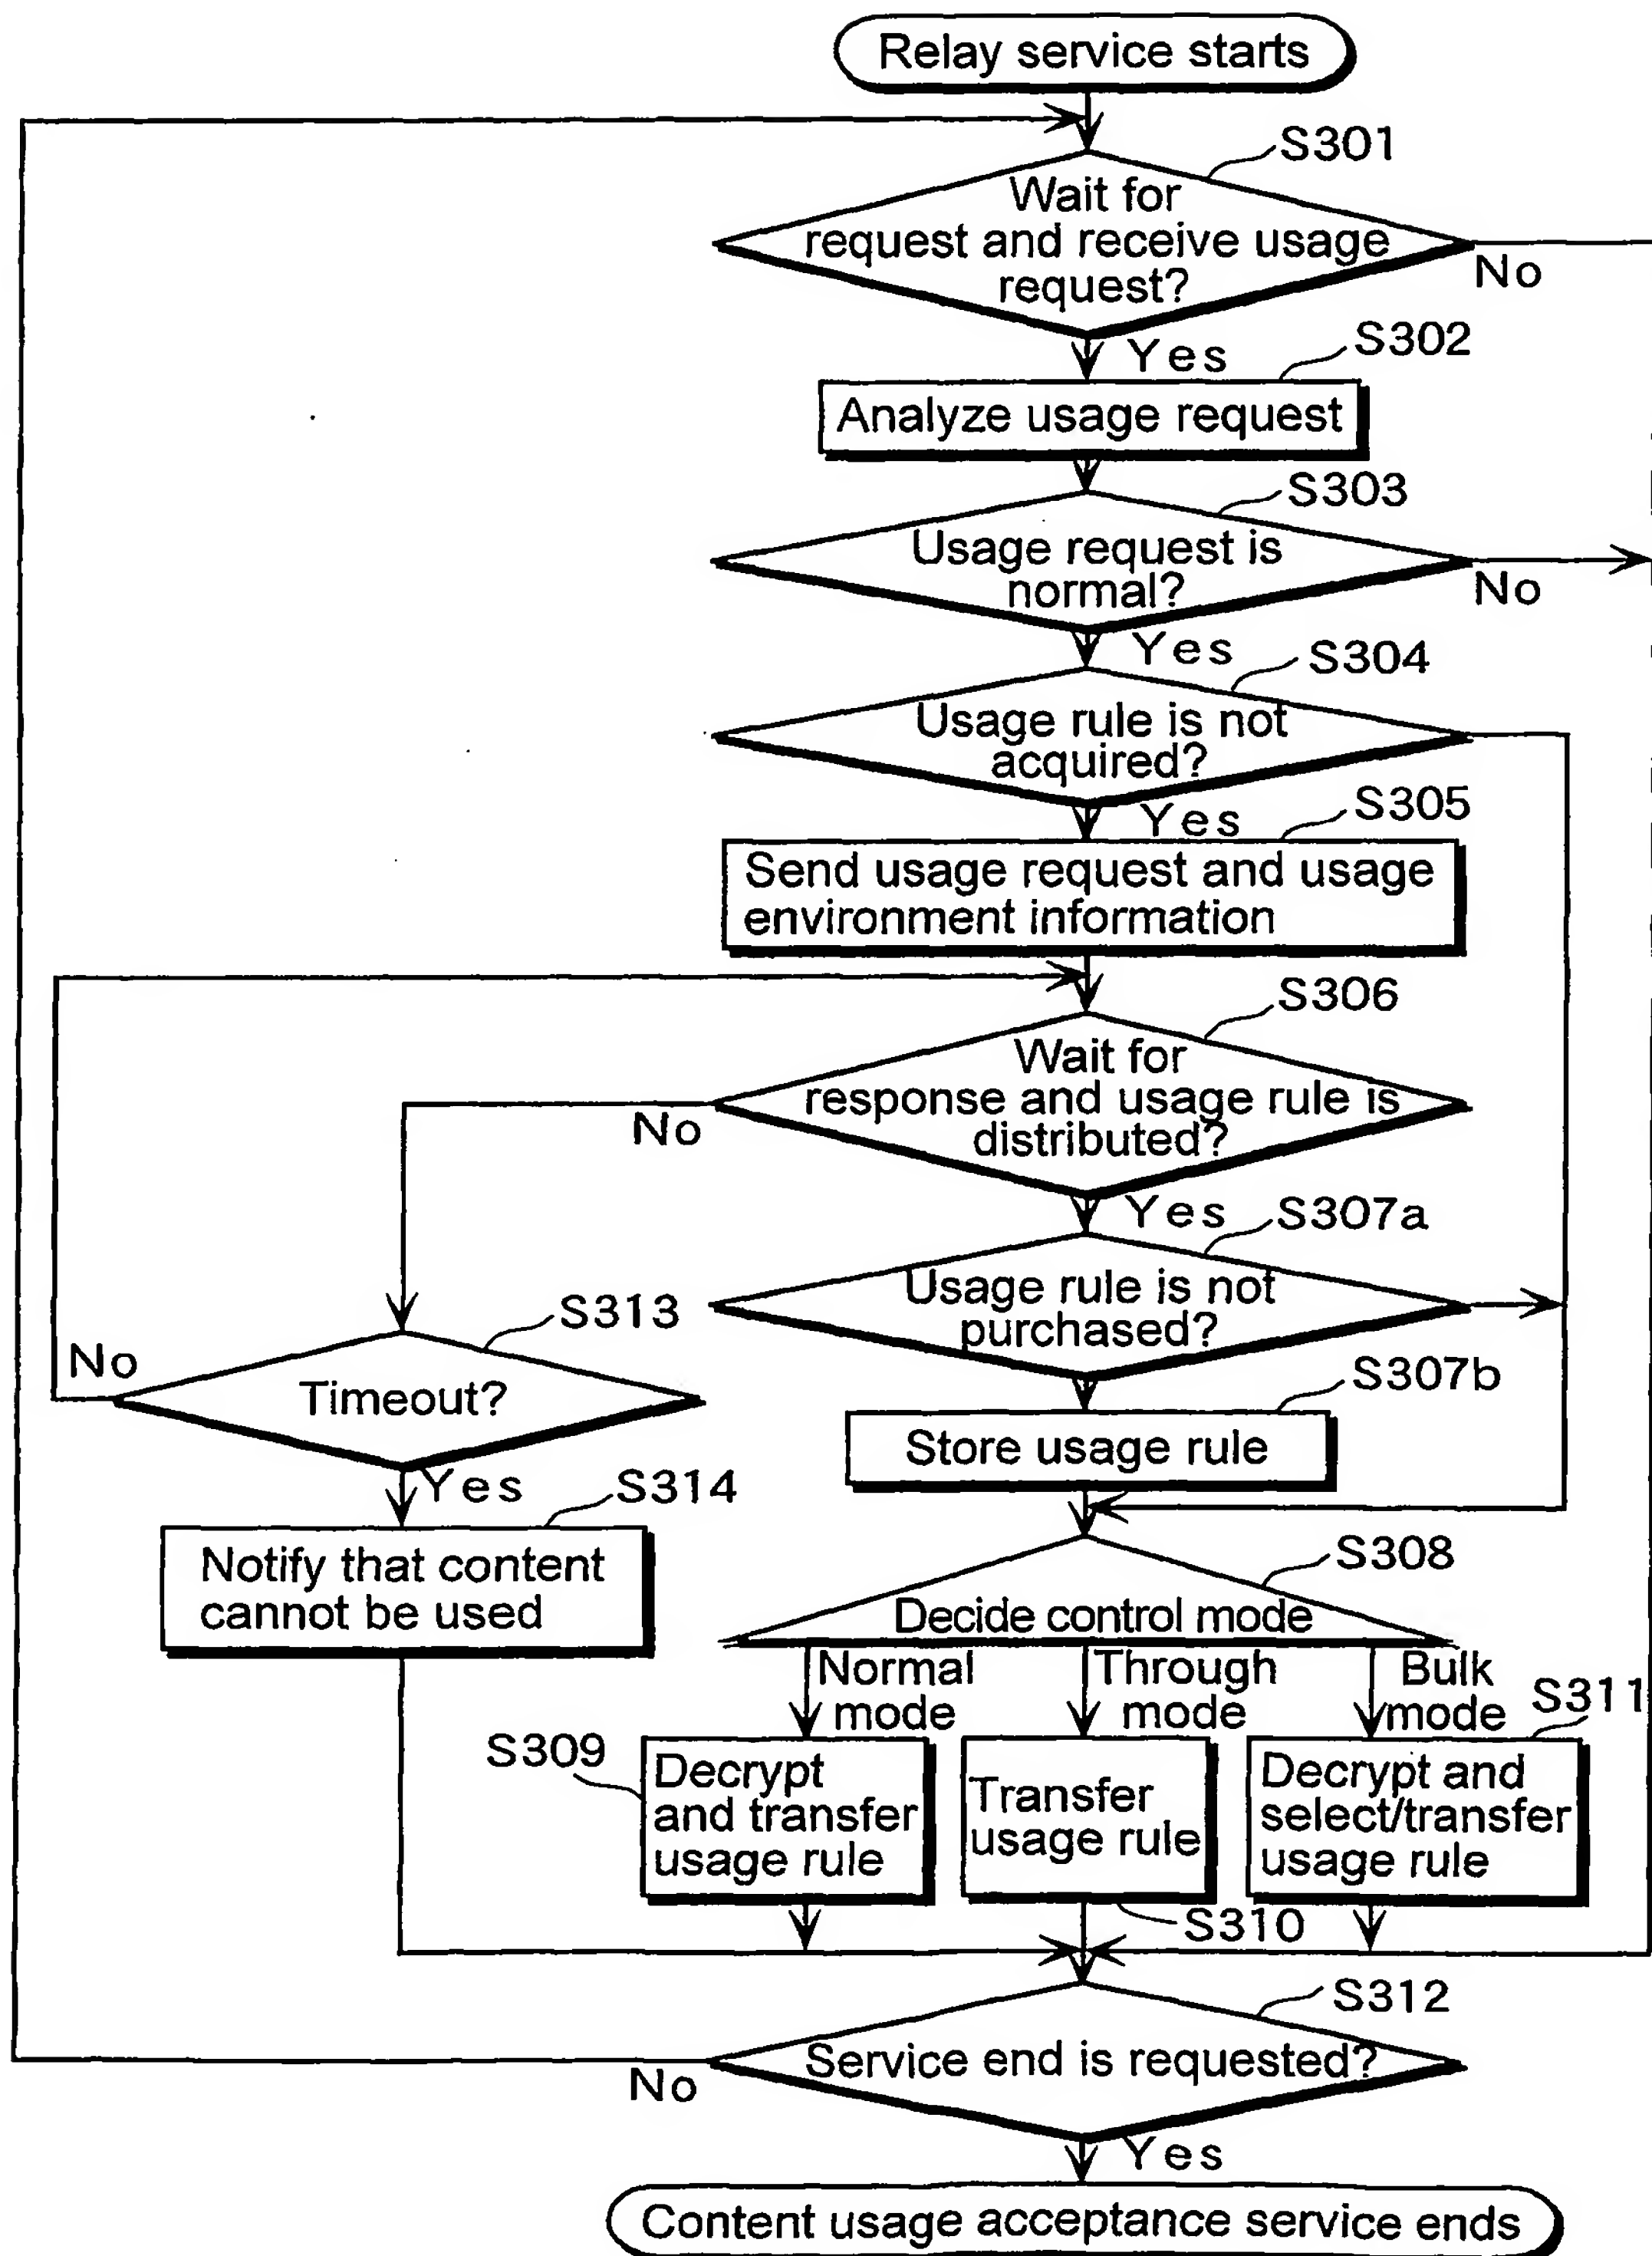 Relay service starts
S301
Wait for
request and receive usage
request?
No
Yes
S302
Analyze usage request
S303
Usage request is
normal?
No
Yes
S304
Usage rule is not
acquired?
Yes
S305
Send usage request and usage
environment information
S306
Wait for
response and usage rule is
distributed?
No
Yes
S307a
Usage rule is not
purchased?
S313
No
Timeout?
S307b
Store usage rule
Yes
S314
Notify that content
cannot be used
S308
Decide control mode
Normal
mode
Through
mode
Bulk
mode
S311
S309
Decrypt
and transfer
usage rule
Transfer
usage rule
Decrypt and
select/transfer
usage rule
S310
S312
Service end is requested?
No
Yes
Content usage acceptance service ends